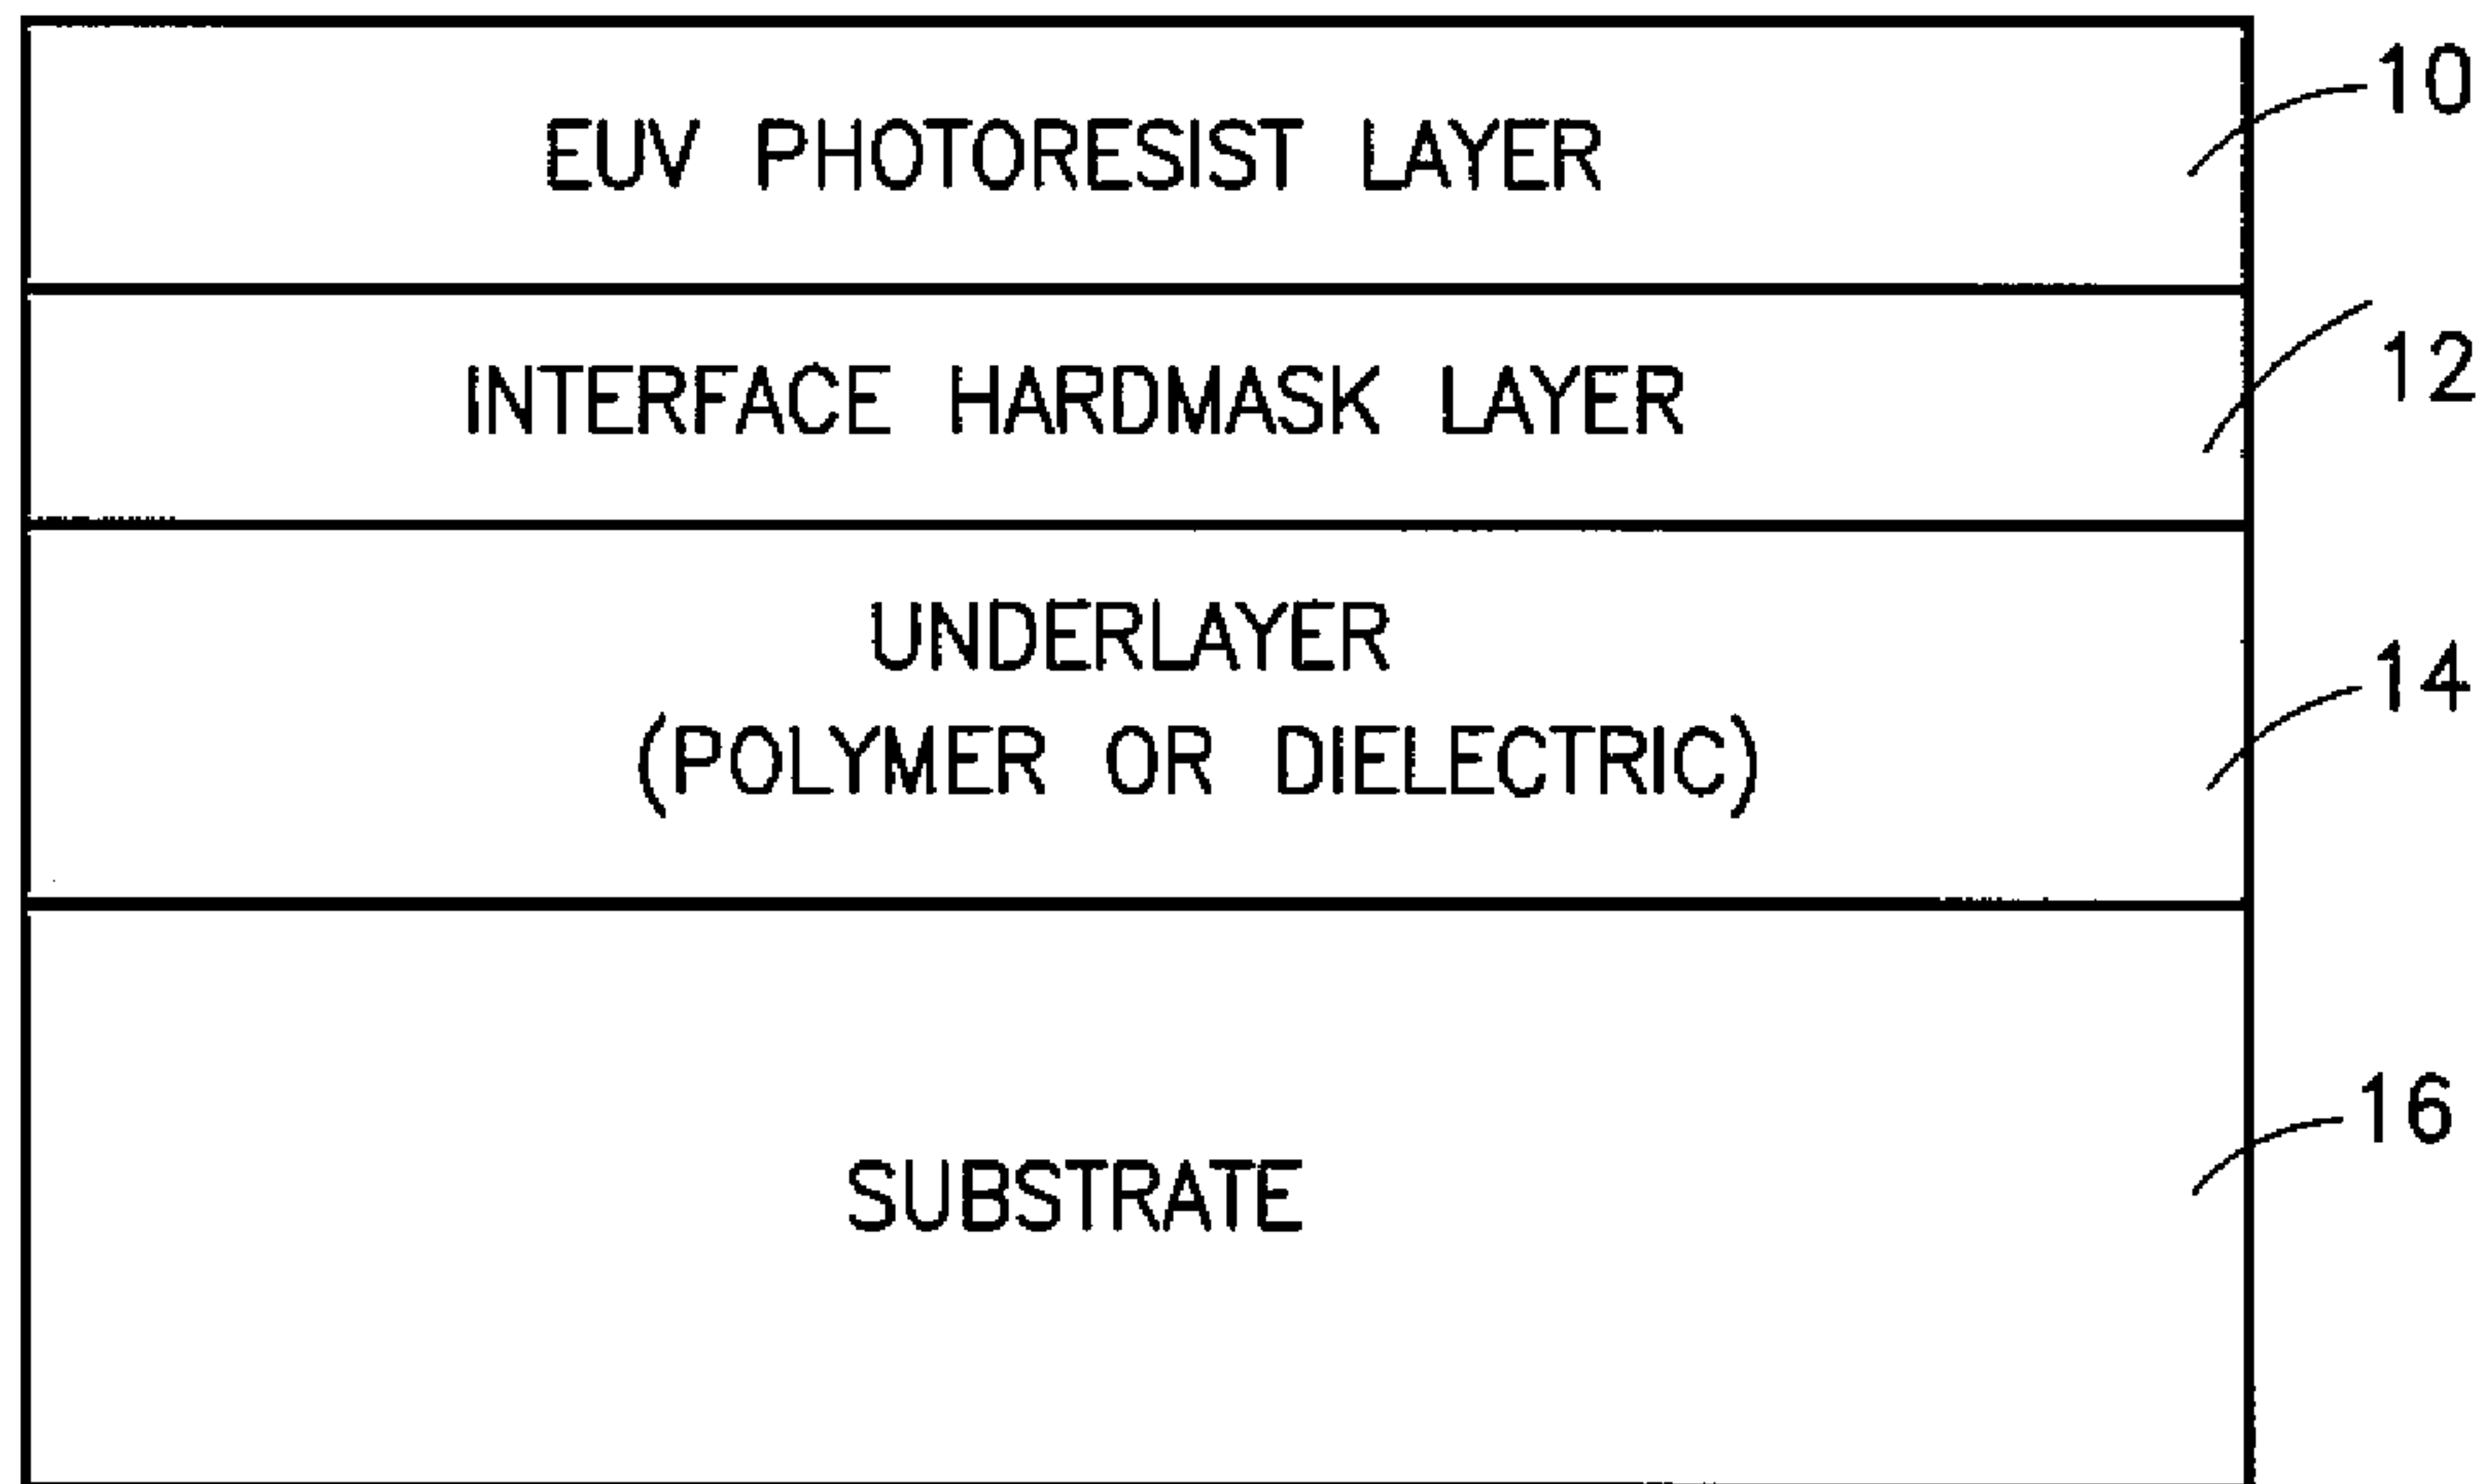 EUV PHOTORESIST LAYER
10
INTERFACE HARDMASK LAYER
12
UNDERLAYER
(POLYMER OR DIELECTRIC)
14
SUBSTRATE
16